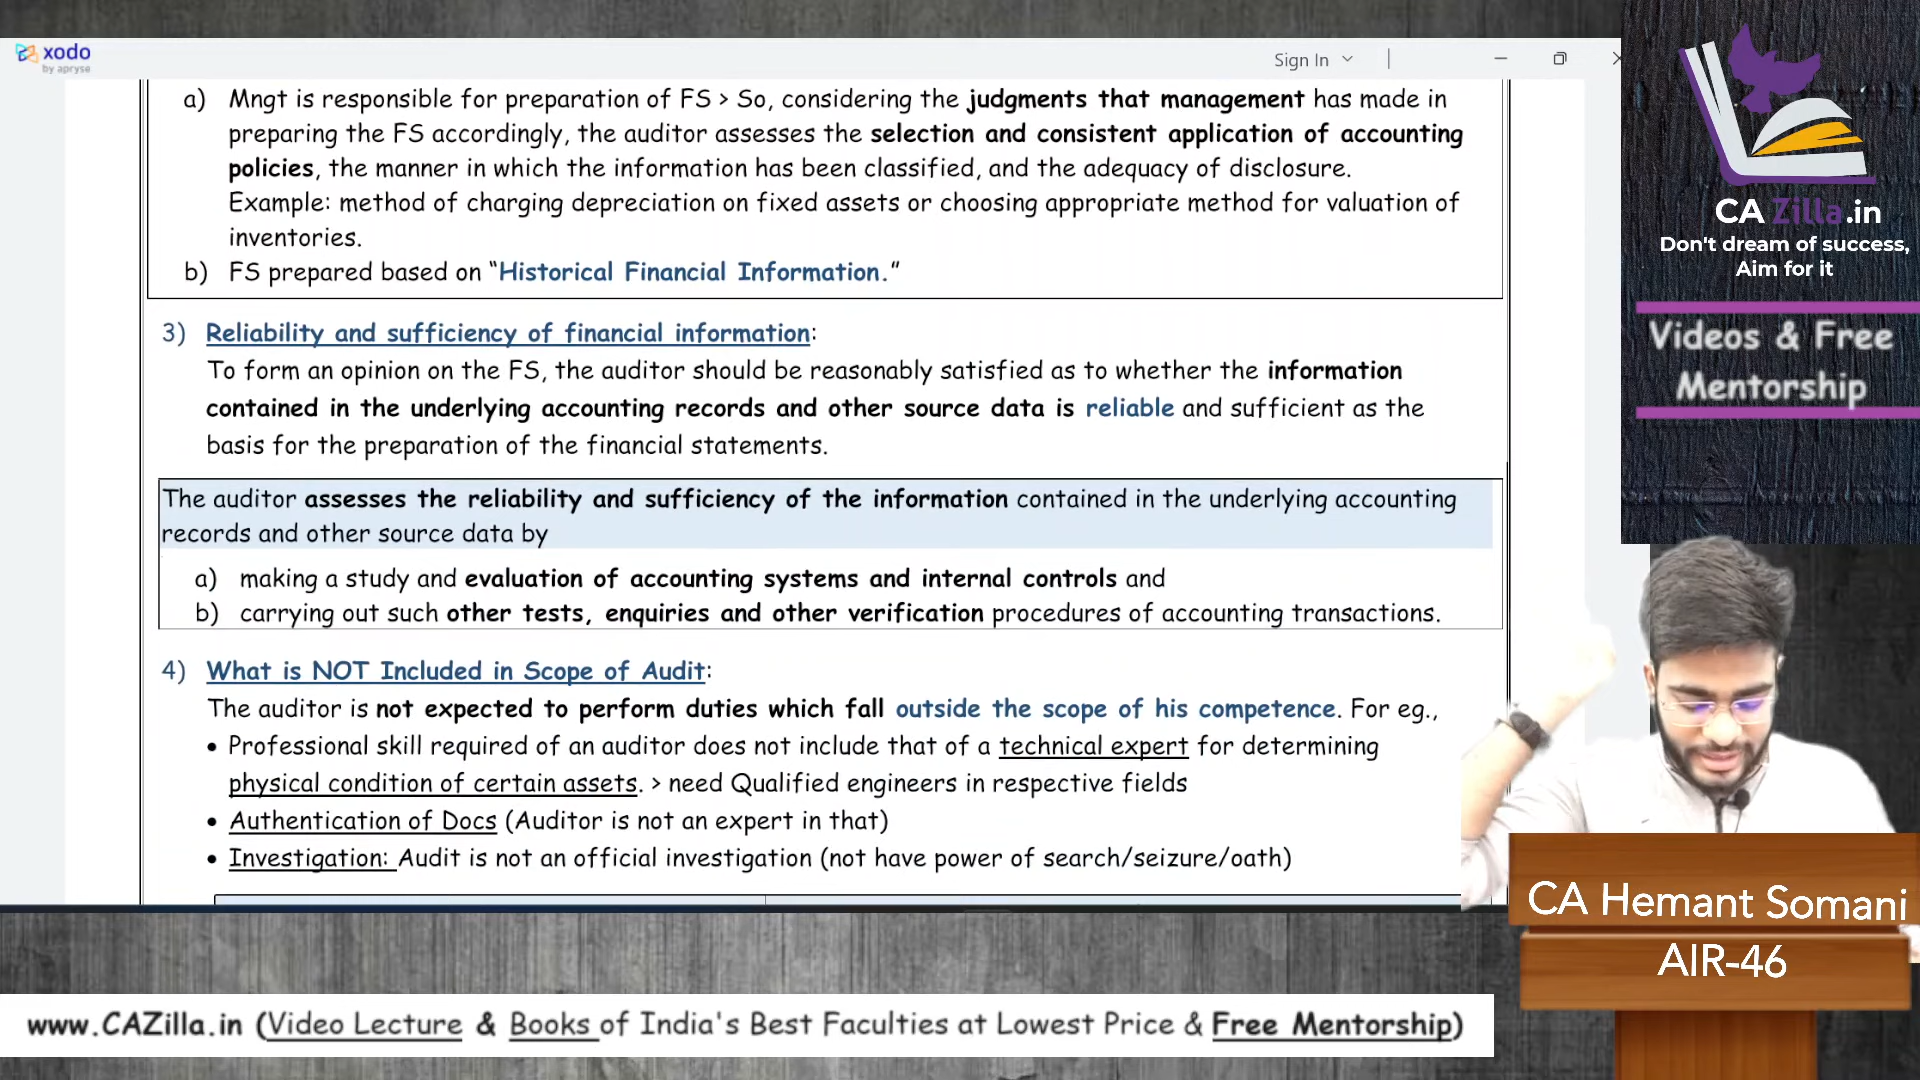 xodo
by apryse
Sign In
a) Mngt is responsible for preparation of FS > So, considering the judgments that management has made in
preparing the FS accordingly, the auditor assesses the selection and consistent application of accounting
policies, the manner in which the information has been classified, and the adequacy of disclosure.
Example: method of charging depreciation on fixed assets or choosing appropriate method for valuation of
inventories.
b) FS prepared based on “Historical Financial Information.”
3) Reliability and sufficiency of financial information:
To form an opinion on the FS, the auditor should be reasonably satisfied as to whether the information
contained in the underlying accounting records and other source data is reliable and sufficient as the
basis for the preparation of the financial statements.
The auditor assesses the reliability and sufficiency of the information contained in the underlying accounting
records and other source data by
a) making a study and evaluation of accounting systems and internal controls and
b) carrying out such other tests, enquiries and other verification procedures of accounting transactions.
4) What is NOT Included in Scope of Audit:
The auditor is not expected to perform duties which fall outside the scope of his competence. For eg.,
• Professional skill required of an auditor does not include that of a technical expert for determining
physical condition of certain assets. > need Qualified engineers in respective fields
• Authentication of Docs (Auditor is not an expert in that)
• Investigation: Audit is not an official investigation (not have power of search/seizure/oath)
CA Zilla.in
Don't dream of success,
Aim for it
Videos & Free
Mentorship
CA Hemant Somani
AIR-46
www.CAZilla.in (Video Lecture & Books of India's Best Faculties at Lowest Price & Free Mentorship)